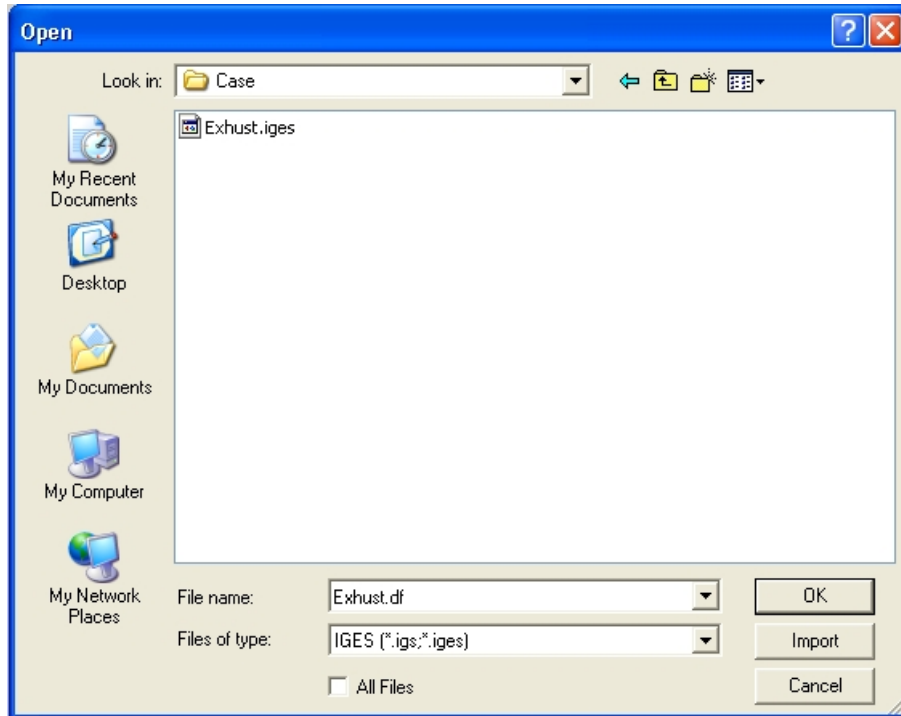 Open
Look in:
Case
Exhust.iges
My Recent
Documents
Desktop
My Documents
My Computer
My Network
Places
File name:
Exhust.df
OK
Files of type:
IGES (*.igs;*.iges)
Import
All Files
Cancel